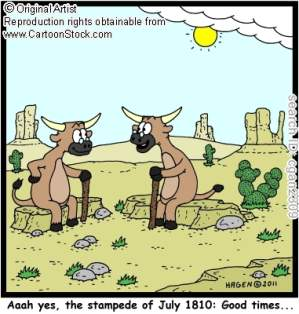 © Original Artist
Reproduction rights obtainable from
www.CartoonStock.com
HAGEN © 2011
Aaah yes, the stampede of July 1810: Good times...